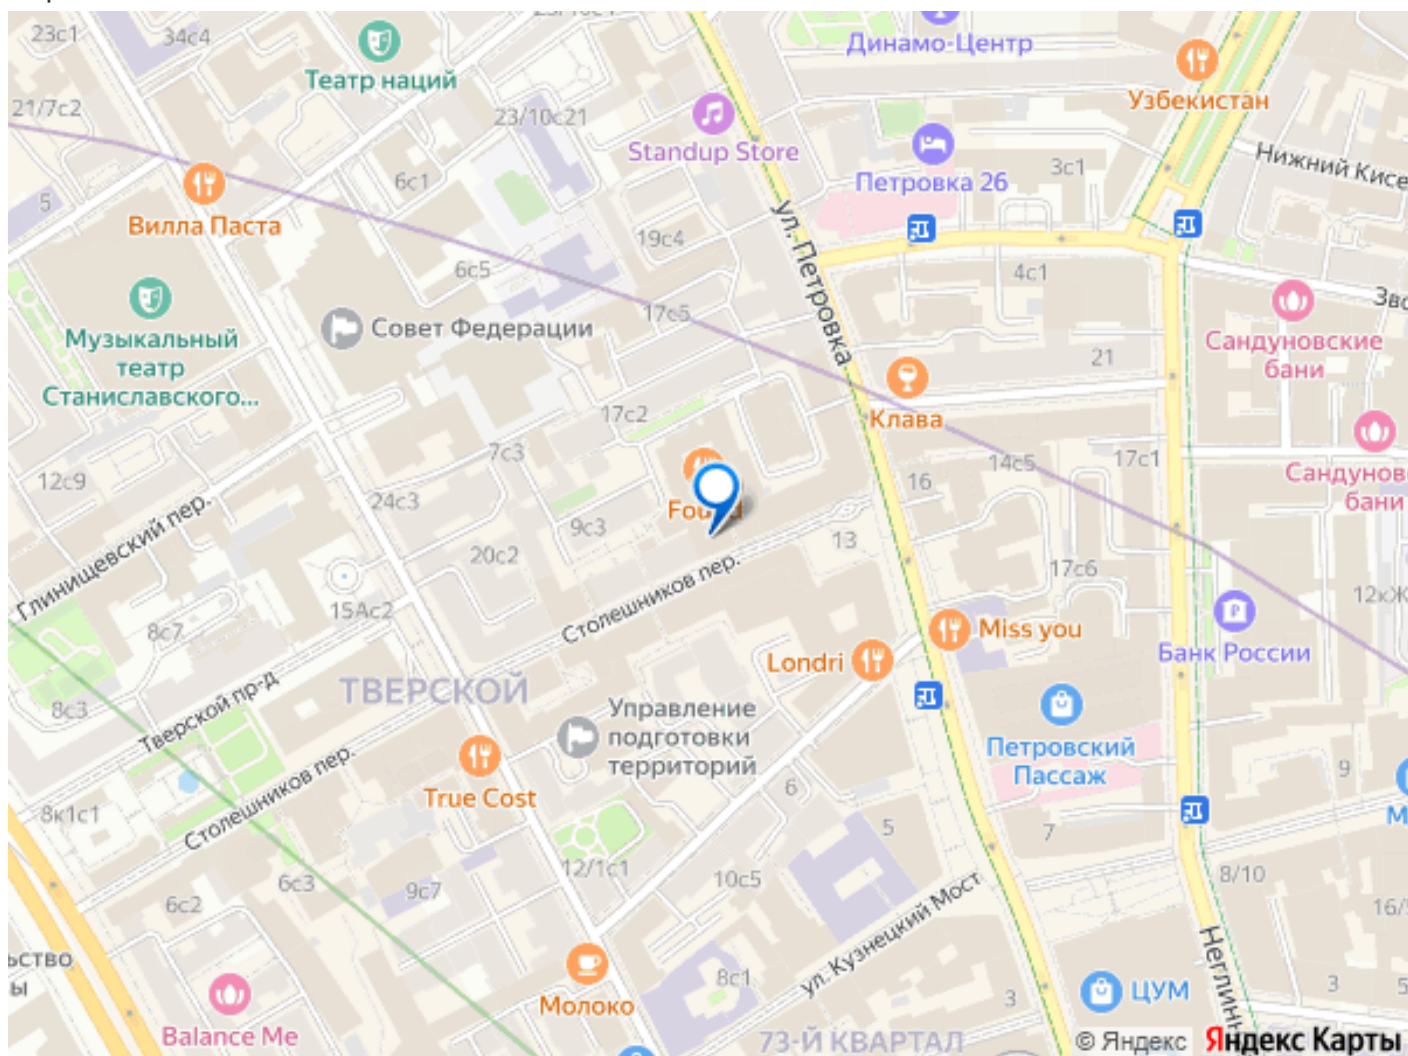 23с1
34с4
23/10с1
Театр наций
Динамо-Центр
Узбекистан
21/7с2
23/10с21
Standup Store
Петровка 26
3с1
Нижний Кисе
5
6с1
Вилла Паста
19с4
ул. Петровка
6с5
4с1
Зво
17с5
Совет Федерации
Музыкальный
театр
Станиславского...
Сандуновские
бани
21
Клава
17с2
7с3
14с5
17с1
12с9
24с3
16
Сандунов
бани
9с3
13
20с2
Глинищевский пер.
Столешников пер.
17с6
15Ас2
12кЖ
8с7
Miss you
Londri
Банк России
ТВЕРСКОЙ
8с3
Тверской пр-д
Управление
подготовки
территорий
Петровский
Пассаж
True Cost
6
9
8к1с1
Столешников пер.
5
7
М
12/1с1
10с5
8/10
6с3
9с7
6с2
16/
ул. Кузнецкий Мост
Неглинн
ьство
ы
8с1
Молоко
3
ЦУМ
3
5
Balance Me
73-Й КВАРТАЛ
© Яндекс Яндекс Карты